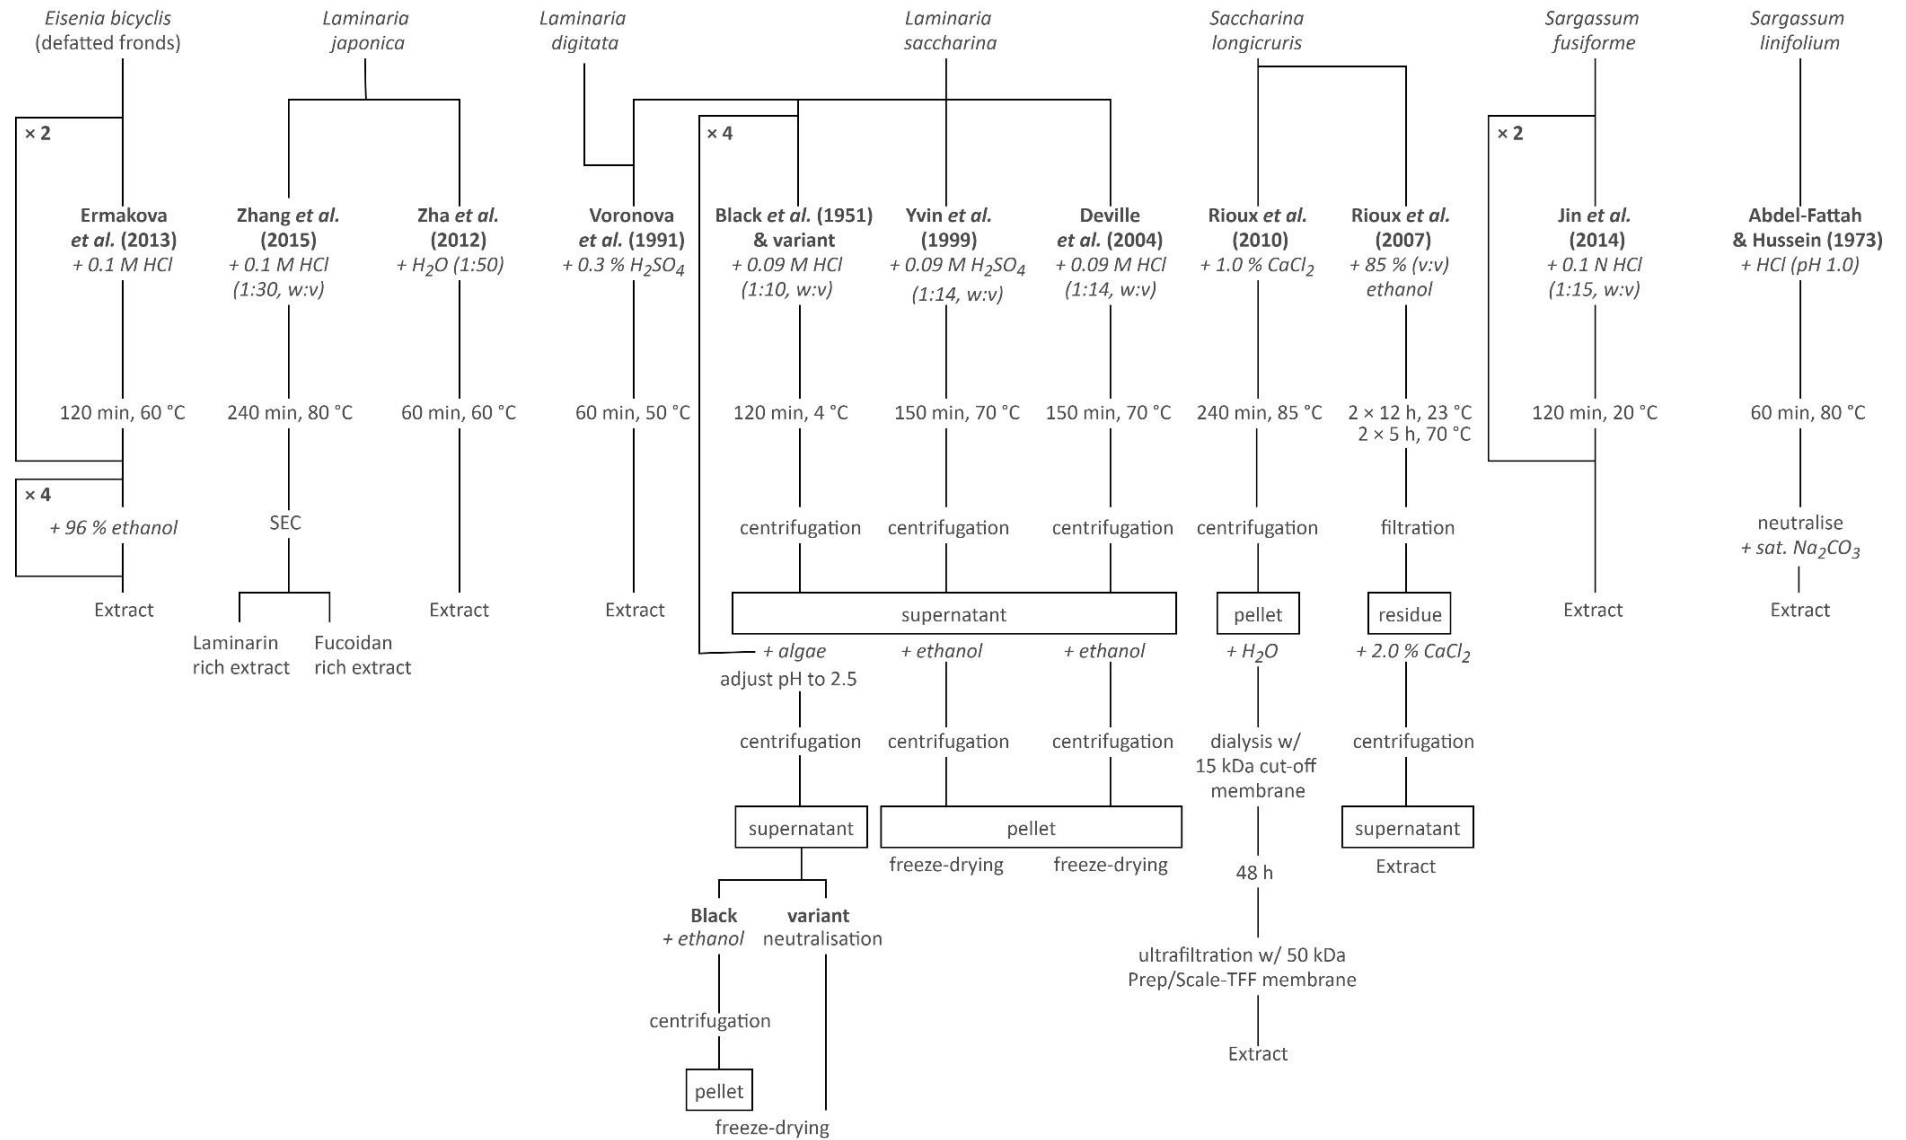 Eisenia bicyclis
(defatted fronds)
Laminaria
japonica
Laminaria
digitata
Laminaria
saccharina
Saccharina
longicruris
Sargassum
fusiforme
Sargassum
linifolium
× 2
× 4
× 2
Ermakova
et al. (2013)
+ 0.1 M HCl
Zhang et al.
(2015)
+ 0.1 M HCl
(1:30, w:v)
Zha et al.
(2012)
+ H₂O (1:50)
Voronova
et al. (1991)
+ 0.3 % H₂SO₄
Black et al. (1951)
& variant
+ 0.09 M HCl
(1:10, w:v)
Yvin et al.
(1999)
+ 0.09 M H₂SO₄
(1:14, w:v)
Deville
et al. (2004)
+ 0.09 M HCl
(1:14, w:v)
Rioux et al.
(2010)
+ 1.0 % CaCl₂
Rioux et al.
(2007)
+ 85 % (v:v)
ethanol
Jin et al.
(2014)
+ 0.1 N HCl
(1:15, w:v)
Abdel-Fattah
& Hussein (1973)
+ HCl (pH 1.0)
120 min, 60 °C
240 min, 80 °C
60 min, 60 °C
60 min, 50 °C
120 min, 4 °C
150 min, 70 °C
150 min, 70 °C
240 min, 85 °C
2 × 12 h, 23 °C
2 × 5 h, 70 °C
120 min, 20 °C
60 min, 80 °C
× 4
+ 96 % ethanol
SEC
centrifugation
centrifugation
centrifugation
centrifugation
filtration
neutralise
+ sat. Na₂CO₃
Extract
Laminarin
rich extract
Fucoidan
rich extract
Extract
Extract
supernatant
pellet
residue
Extract
Extract
+ algae
adjust pH to 2.5
+ ethanol
+ ethanol
+ H₂O
+ 2.0 % CaCl₂
centrifugation
centrifugation
centrifugation
dialysis w/
15 kDa cut-off
membrane
centrifugation
supernatant
pellet
supernatant
freeze-drying
freeze-drying
48 h
Extract
Black
+ ethanol
variant
neutralisation
ultrafiltration w/ 50 kDa
Prep/Scale-TFF membrane
centrifugation
Extract
pellet
freeze-drying